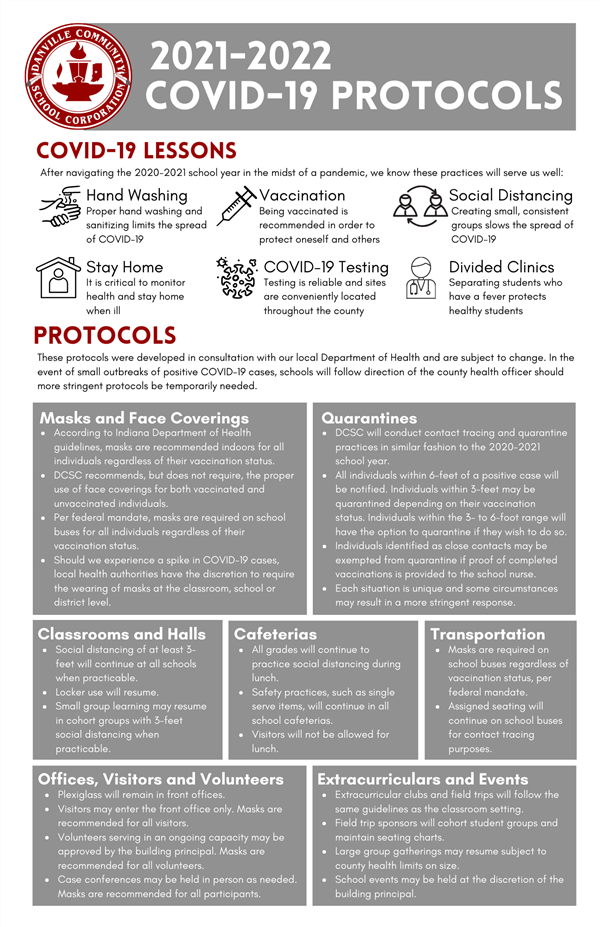 DANVILLE COMMUNITY
SCHOOL CORPORATION
2021-2022
COVID-19 PROTOCOLS
COVID-19 LESSONS
After navigating the 2020-2021 school year in the midst of a pandemic, we know these practices will serve us well:
Hand Washing
Proper hand washing and
sanitizing limits the spread
of COVID-19
Vaccination
Being vaccinated is
recommended in order to
protect oneself and others
Social Distancing
Creating small, consistent
groups slows the spread of
COVID-19
Stay Home
It is critical to monitor
health and stay home
when ill
COVID-19 Testing
Testing is reliable and sites
are conveniently located
throughout the county
Divided Clinics
Separating students who
have a fever protects
healthy students
PROTOCOLS
These protocols were developed in consultation with our local Department of Health and are subject to change. In the
event of small outbreaks of positive COVID-19 cases, schools will follow direction of the county health officer should
more stringent protocols be temporarily needed.
Masks and Face Coverings
• According to Indiana Department of Health
guidelines, masks are recommended indoors for all
individuals regardless of their vaccination status.
• DCSC recommends, but does not require, the proper
use of face coverings for both vaccinated and
unvaccinated individuals.
• Per federal mandate, masks are required on school
buses for all individuals regardless of their
vaccination status.
• Should we experience a spike in COVID-19 cases,
local health authorities have the discretion to require
the wearing of masks at the classroom, school or
district level.
Quarantines
• DCSC will conduct contact tracing and quarantine
practices in similar fashion to the 2020-2021
school year.
• All individuals within 6-feet of a positive case will
be notified. Individuals within 3-feet may be
quarantined depending on their vaccination
status. Individuals within the 3- to 6-foot range will
have the option to quarantine if they wish to do so.
• Individuals identified as close contacts may be
exempted from quarantine if proof of completed
vaccinations is provided to the school nurse.
• Each situation is unique and some circumstances
may result in a more stringent response.
Classrooms and Halls
• Social distancing of at least 3-
feet will continue at all schools
when practicable.
• Locker use will resume.
• Small group learning may resume
in cohort groups with 3-feet
social distancing when
practicable.
Cafeterias
• All grades will continue to
practice social distancing during
lunch.
• Safety practices, such as single
serve items, will continue in all
school cafeterias.
• Visitors will not be allowed for
lunch.
Transportation
• Masks are required on
school buses regardless of
vaccination status, per
federal mandate.
• Assigned seating will
continue on school buses
for contact tracing
purposes.
Offices, Visitors and Volunteers
• Plexiglass will remain in front offices.
• Visitors may enter the front office only. Masks are
recommended for all visitors.
• Volunteers serving in an ongoing capacity may be
approved by the building principal. Masks are
recommended for all volunteers.
• Case conferences may be held in person as needed.
Masks are recommended for all participants.
Extracurriculars and Events
• Extracurricular clubs and field trips will follow the
same guidelines as the classroom setting.
• Field trip sponsors will cohort student groups and
maintain seating charts.
• Large group gatherings may resume subject to
county health limits on size.
• School events may be held at the discretion of the
building principal.